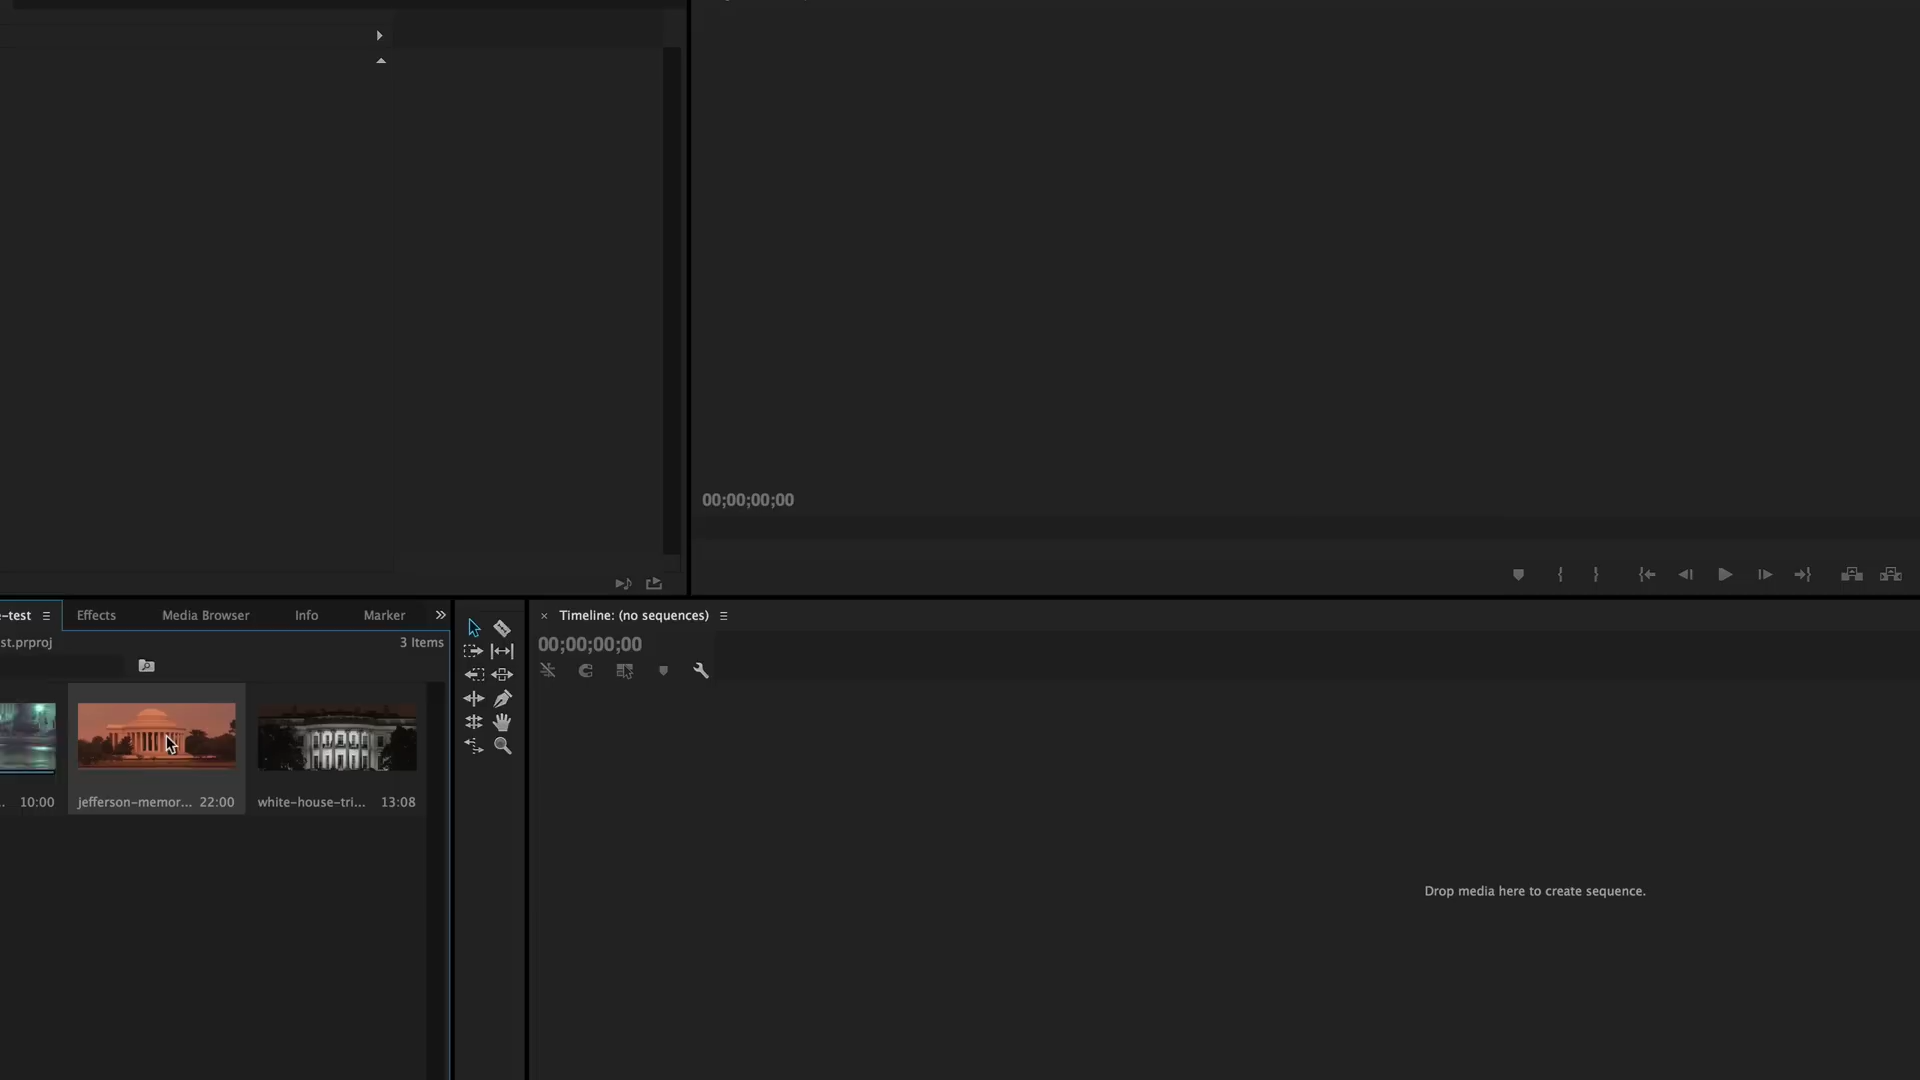 00;00;00;00
-test
Effects
Media Browser
Info
Marker
Timeline: (no sequences)
st.prproj
3 Items
00;00;00;00
10:00
jefferson-memor... 22:00
white-house-tri... 13:08
Drop media here to create sequence.